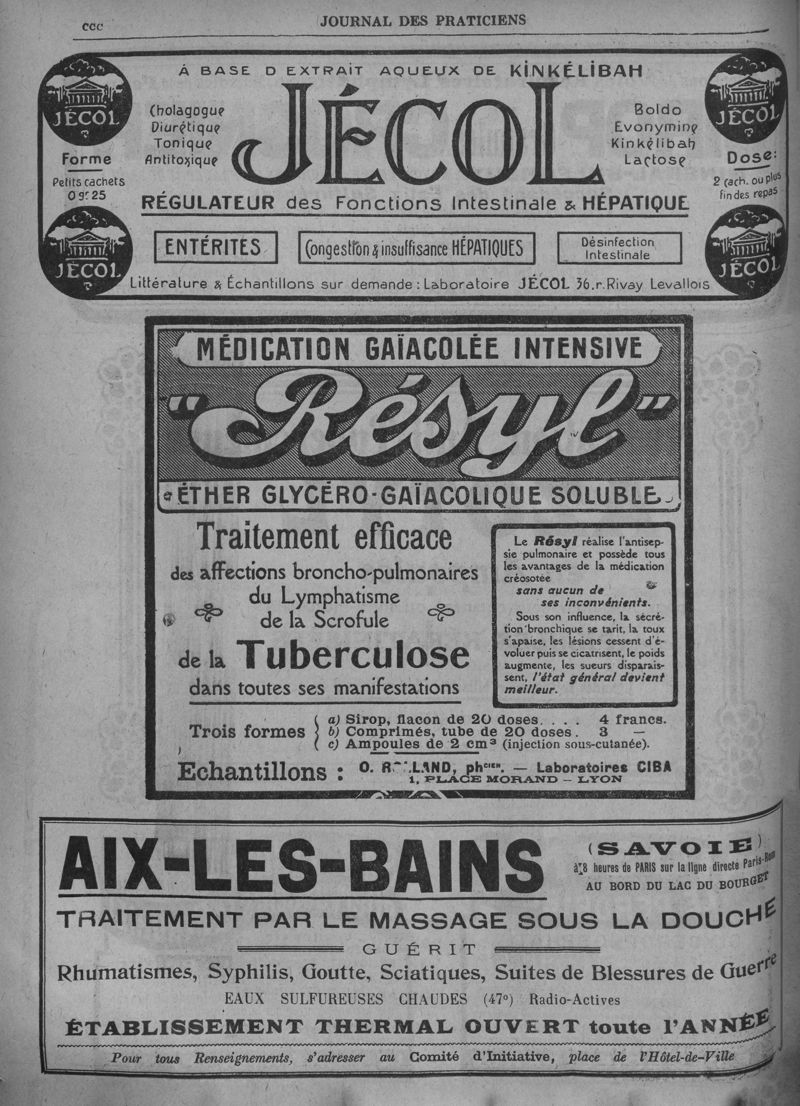 ccc
JOURNAL DES PRATICIENS
JÉCOL
JÉCOL
À BASE D EXTRAIT AQUEUX DE KINKÉLIBAH
JÉCOL
Cholagogue
Diurétique
Tonique
Antitoxique
Boldo
Evonymine
Kinkélibah
Lactose
Forme
Petits cachets
0 gr. 25
Dose:
2 cach. ou plus
fin des repas
RÉGULATEUR des Fonctions Intestinale & HÉPATIQUE
ENTÉRITES
Congestion & insuffisance HÉPATIQUES
Désinfection
Intestinale
JÉCOL
JÉCOL
Littérature & Échantillons sur demande : Laboratoire JÉCOL 36. r. Rivay Levallois
MÉDICATION GAÏACOLÉE INTENSIVE
"Résyl"
ÉTHER GLYCÉRO-GAÏACOLIQUE SOLUBLE
Traitement efficace
des affections broncho-pulmonaires
du Lymphatisme
de la Scrofule
de la Tuberculose
dans toutes ses manifestations
Le Résyl réalise l'antisep-
sie pulmonaire et possède tous
les avantages de la médication
créosotée
sans aucun de
ses inconvénients.
Sous son influence, la sécré-
tion bronchique se tarit, la toux
s'apaise, les lésions cessent d'é-
voluer puis se cicatrisent, le poids
augmente, les sueurs disparais-
sent, l'état général devient
meilleur.
Trois formes
a) Sirop, flacon de 20 doses. . . . 4 francs.
b) Comprimés, tube de 20 doses. 3 —
c) Ampoules de 2 cm³ (injection sous-cutanée).
Echantillons :
O. LAND, phcien. — Laboratoires CIBA
1, PLACE MORAND — LYON
AIX-LES-BAINS
(SAVOIE)
à 8 heures de PARIS sur la ligne directe Paris-Rome
AU BORD DU LAC DU BOURGET
TRAITEMENT PAR LE MASSAGE SOUS LA DOUCHE
GUÉRIT
Rhumatismes, Syphilis, Goutte, Sciatiques, Suites de Blessures de Guerre
EAUX SULFUREUSES CHAUDES (47°) Radio-Actives
ÉTABLISSEMENT THERMAL OUVERT toute l'ANNÉE
Pour tous Renseignements, s'adresser au Comité d'Initiative, place de l'Hôtel-de-Ville